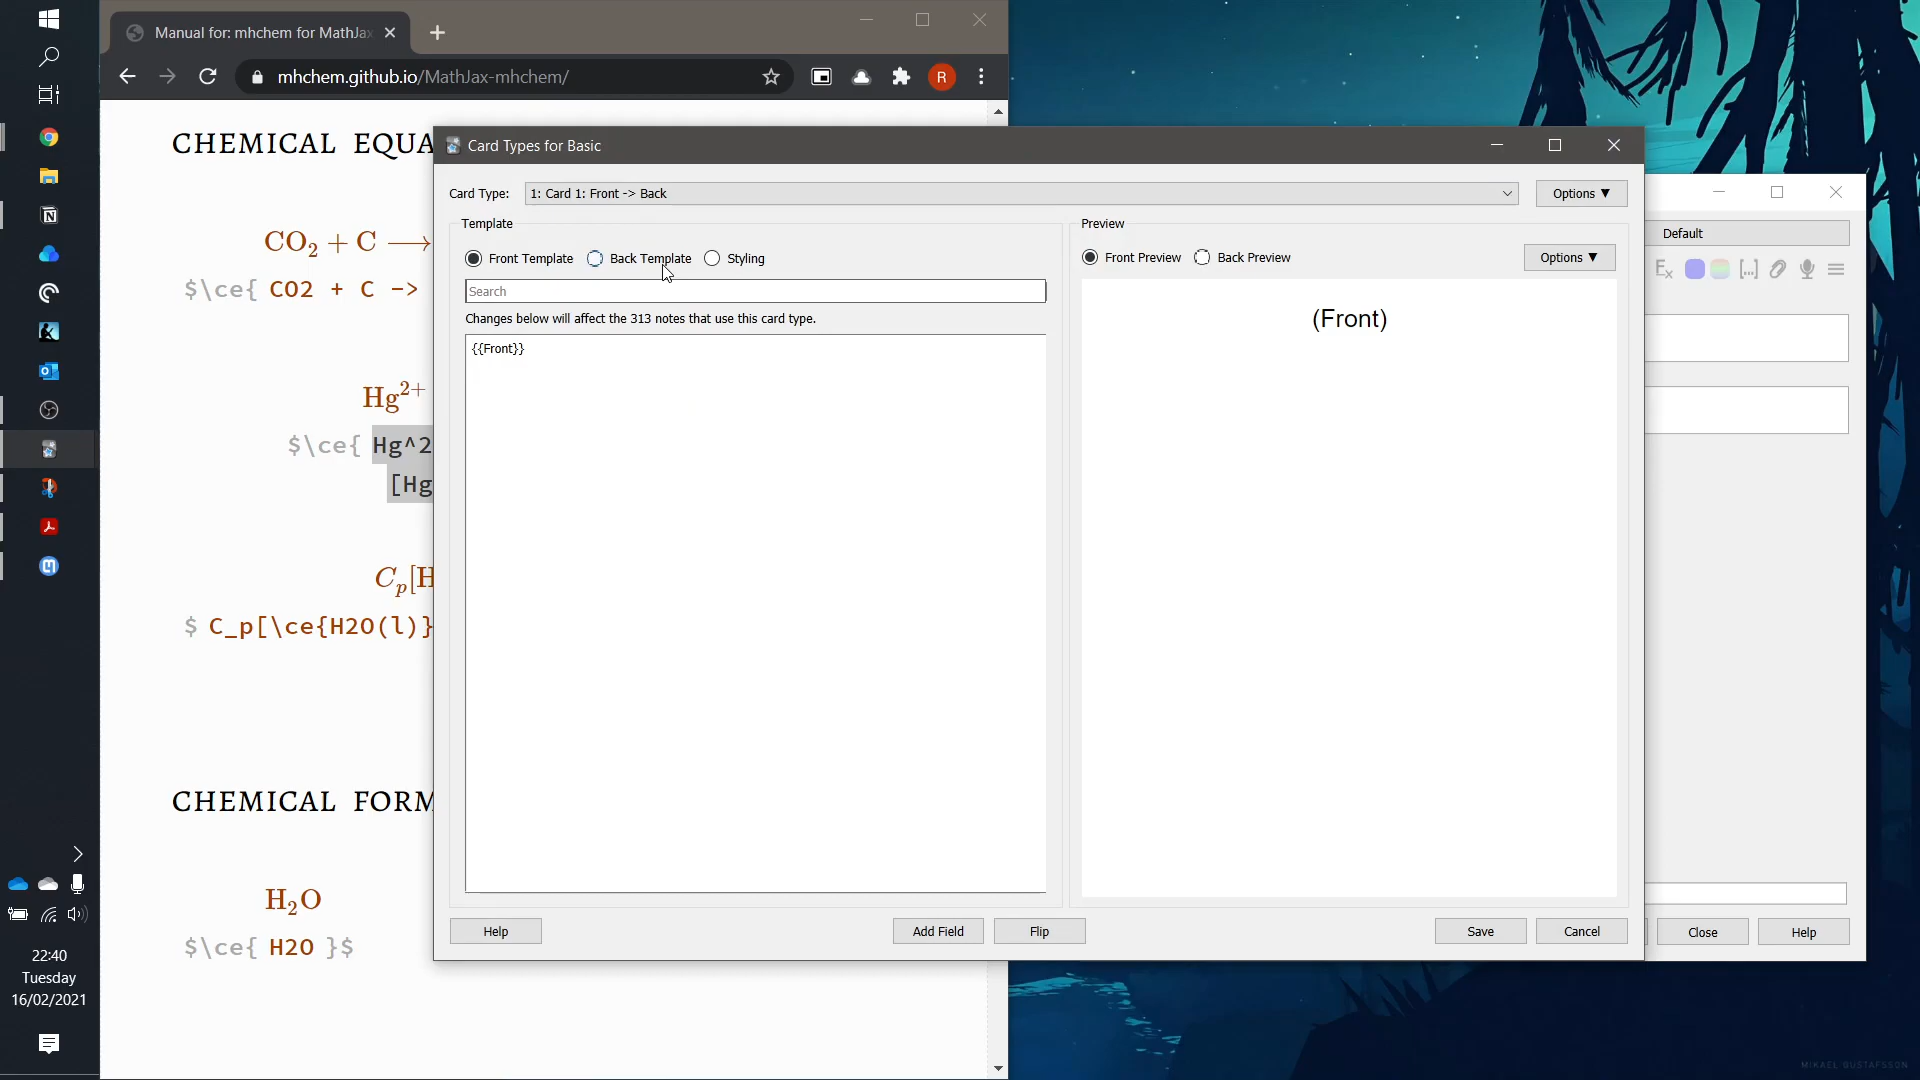 Manual for: mhchem for MathJax
mhchem.github.io/MathJax-mhchem/
R
CHEMICAL EQUA
CO2 + C ⟶
$\ce{ CO2 + C ->
Hg2+
$\ce{ Hg^2
[Hg
Cp[H
$ C_p[\ce{H2O(l)}
CHEMICAL FORM
H2O
$\ce{ H2O }$
Card Types for Basic
Card Type:
1: Card 1: Front -> Back
Options ▼
Template
Front Template
Back Template
Styling
Search
Changes below will affect the 313 notes that use this card type.
{{Front}}
Preview
Front Preview
Back Preview
Options ▼
(Front)
Help
Add Field
Flip
Save
Cancel
Default
Close
Help
22:40
Tuesday
16/02/2021
MIKAEL GUSTAFSSON